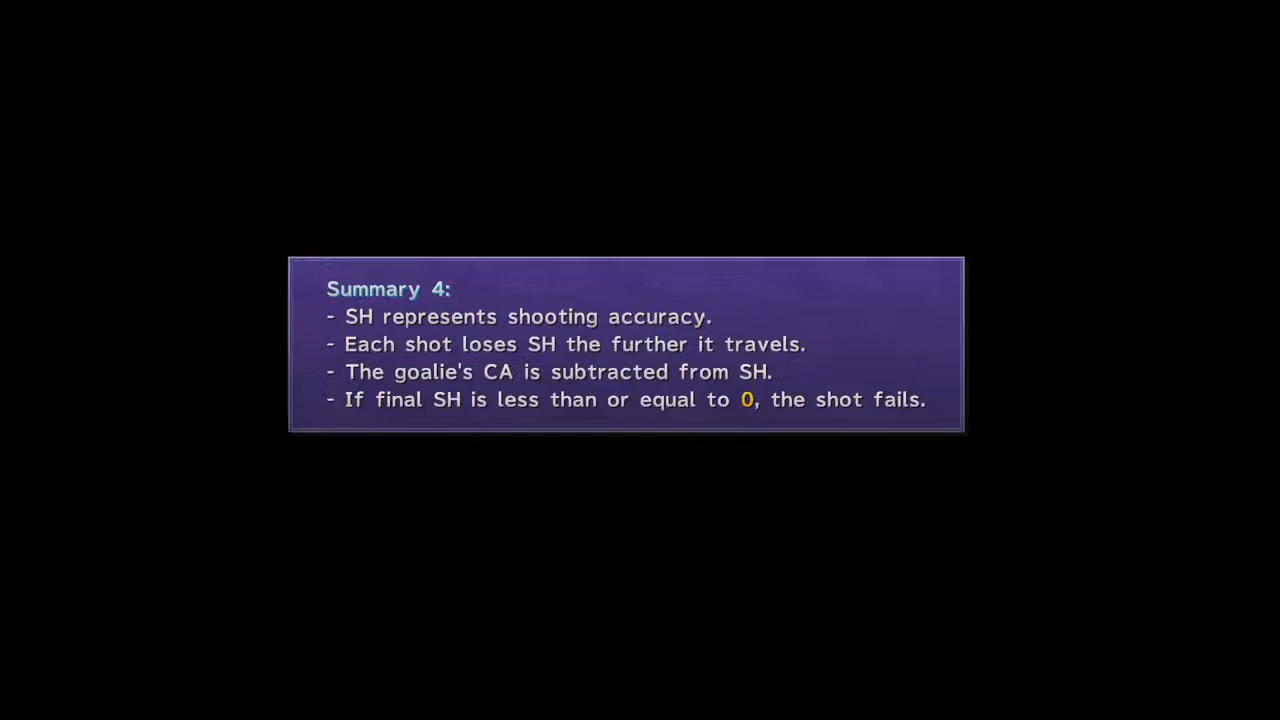 Summary 4:
- SH represents shooting accuracy.
- Each shot loses SH the further it travels.
- The goalie's CA is subtracted from SH.
- If final SH is less than or equal to 0, the shot fails.